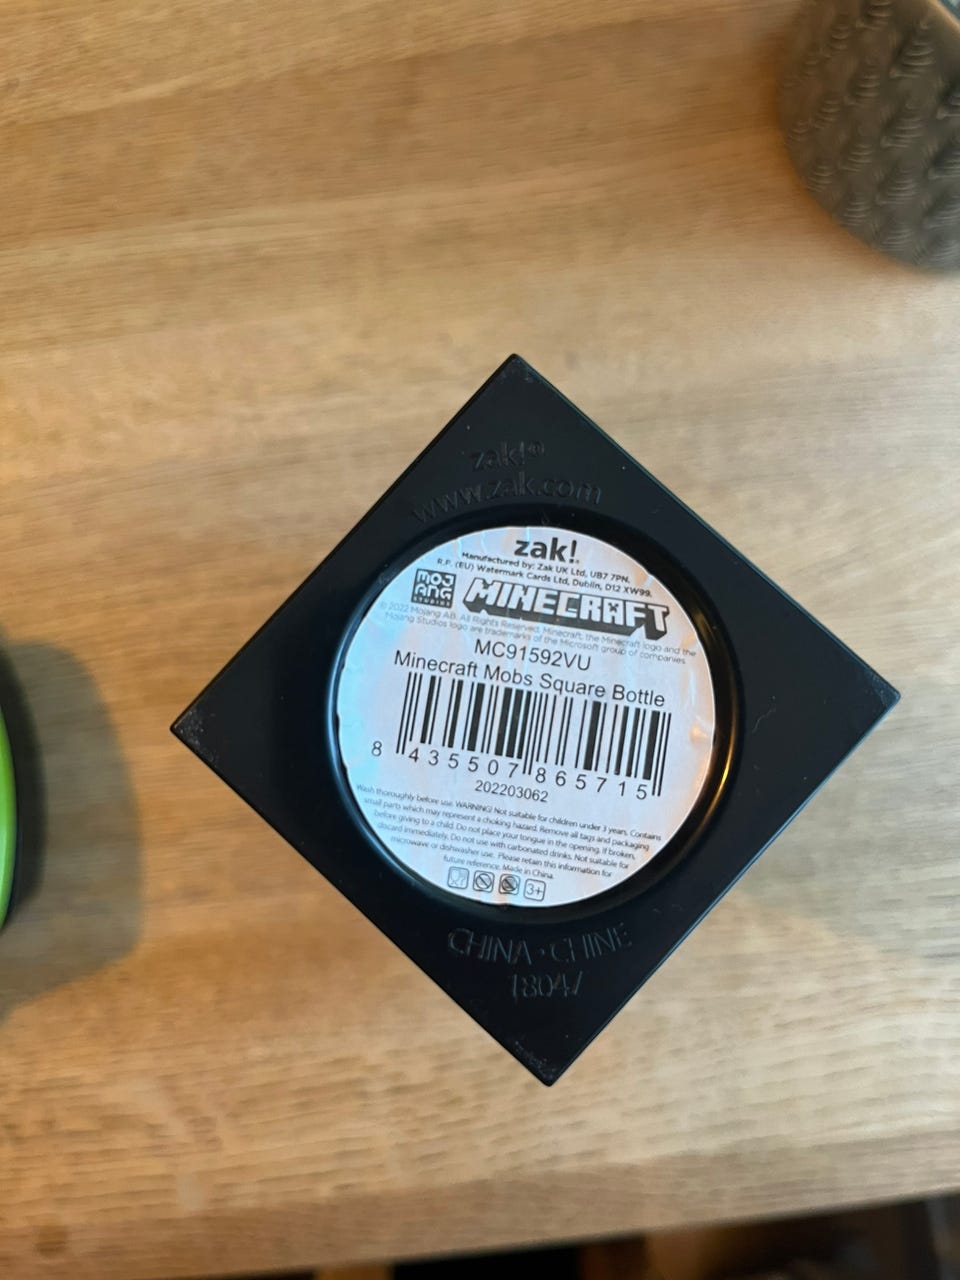 zak!®
www.zak.com
zak!
Manufactured by: Zak UK Ltd, UB7 7PN.
R.P. (EU) Watermark Cards Ltd, Dublin, D12 XW99.
MOJ
ANG
STUDIOS
MINECRAFT
© 2022 Mojang AB. All Rights Reserved. Minecraft, the Minecraft logo and the
Mojang Studios logo are trademarks of the Microsoft group of companies.
MC91592VU
Minecraft Mobs Square Bottle
8 435507 865715
202203062
Wash thoroughly before use. WARNING! Not suitable for children under 3 years. Contains
small parts which may represent a choking hazard. Remove all tags and packaging
before giving to a child. Do not place your tongue in the opening. If broken,
discard immediately. Do not use with carbonated drinks. Not suitable for
microwave or dishwasher use. Please retain this information for
future reference. Made in China.
3+
CHINA · CHINE
18047